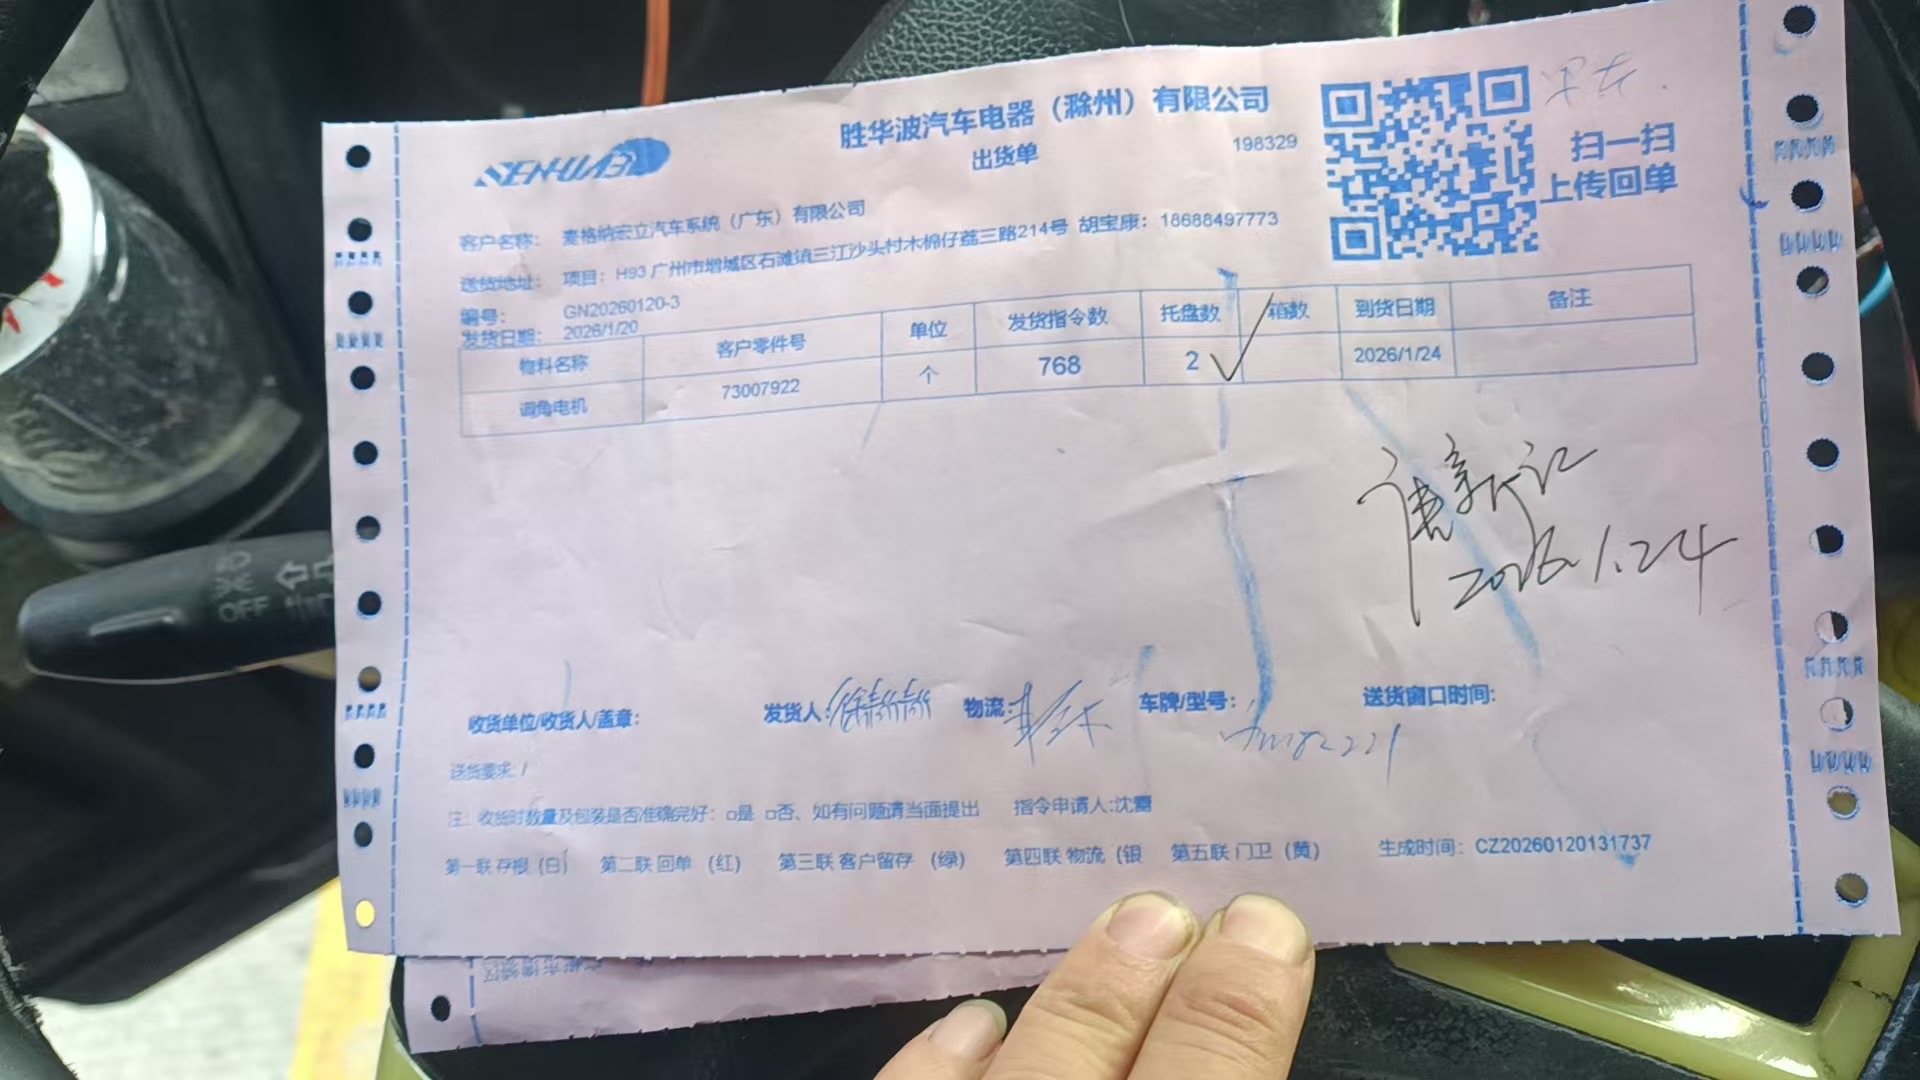 SENHUABO
胜华波汽车电器（滁州）有限公司
出货单
198329
扫一扫
上传回单
客户名称： 麦格纳宏立汽车系统（广东）有限公司
送货地址： 项目：H93 广州市增城区石滩镇三江沙头村木棉仔荔三路214号 胡宝康：18688497773
编号： GN20260120-3
发货日期： 2026/1/20
物料名称 客户零件号 单位 发货指令数 托盘数 箱数 到货日期 备注
调角电机 73007922 个 768 2 2026/1/24
2026.1.24
收货单位/收货人/盖章： 发货人： 物流： 车牌/型号： 送货窗口时间：
送货要求：/
注：收货时数量及包装是否准确完好：□是 □否、如有问题请当面提出 指令申请人:沈露
第一联 存根（白） 第二联 回单 （红） 第三联 客户留存 （绿） 第四联 物流（银 第五联 门卫（黄） 生成时间：CZ20260120131737
OFF